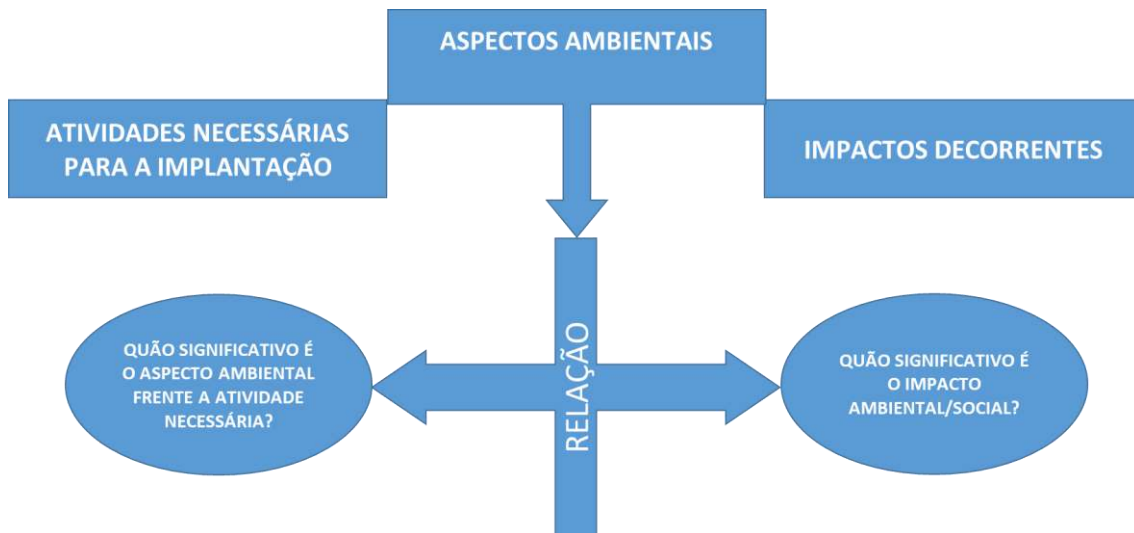 ASPECTOS AMBIENTAIS
ATIVIDADES NECESSÁRIAS
PARA A IMPLANTAÇÃO
IMPACTOS DECORRENTES
RELAÇÃO
QUÃO SIGNIFICATIVO É
O ASPECTO AMBIENTAL
FRENTE A ATIVIDADE
NECESSÁRIA?
QUÃO SIGNIFICATIVO É
O IMPACTO
AMBIENTAL/SOCIAL?